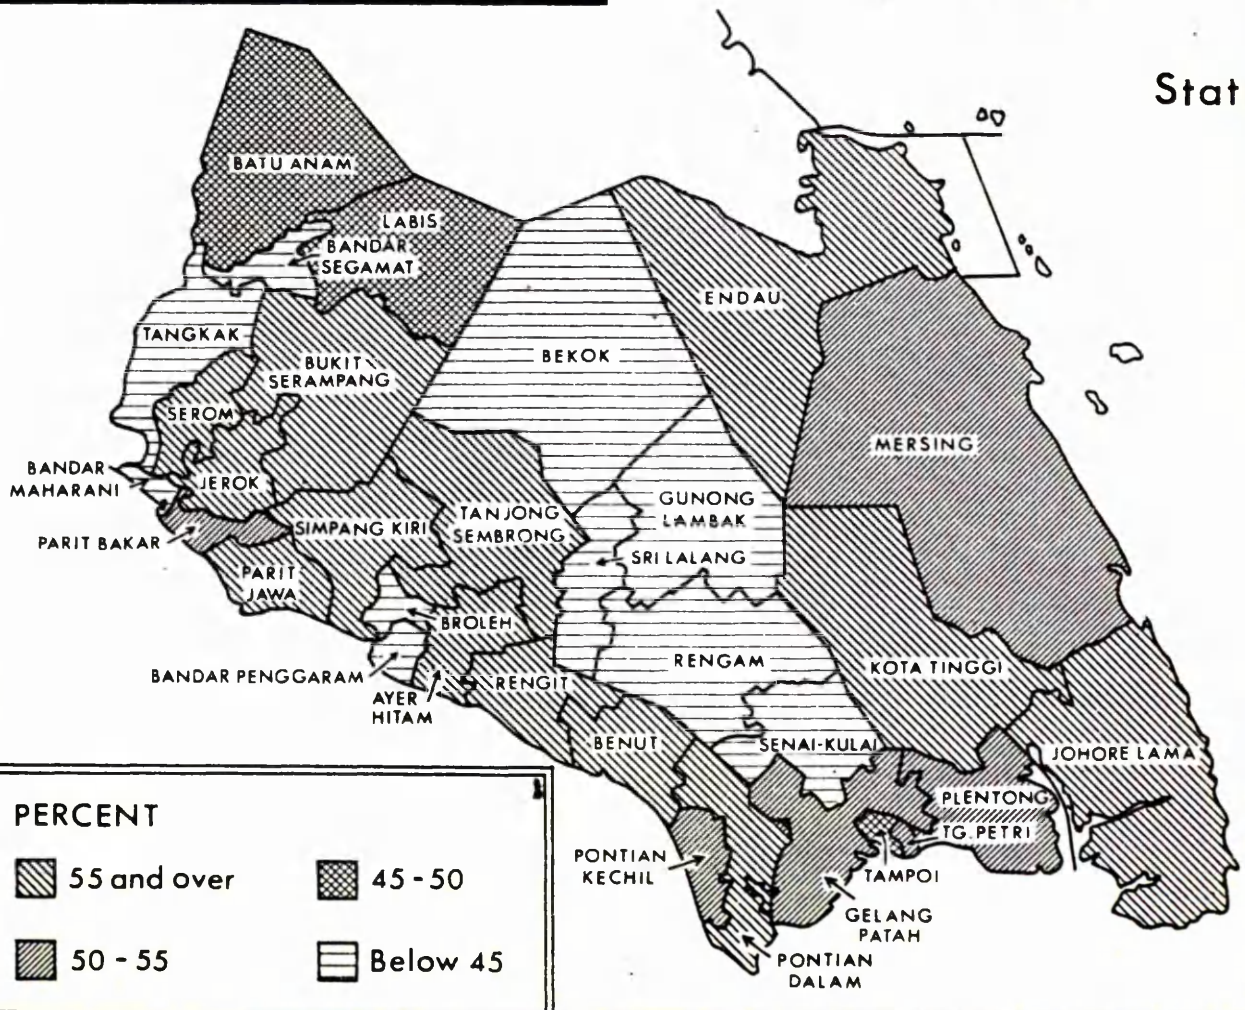 Stat
BATU ANAM
LABIS
BANDAR
SEGAMAT
ENDAU
TANGKAK
BUKIT
SERAMPANG
BEKOK
SEROM
MERSING
BANDAR
MAHARANI
JEROK
GUNONG
LAMBAK
TANJONG
SEMBRONG
SIMPANG KIRI
PARIT BAKAR
SRI LALANG
PARIT
JAWA
BROLEH
RENGAM
KOTA TINGGI
BANDAR PENGGARAM
RENGIT
AYER
HITAM
BENUT
SENAI-KULAI
JOHORE LAMA
PLENTONG
TG. PETRI
PONTIAN
KECHIL
TAMPOI
GELANG
PATAH
PONTIAN
DALAM
PERCENT
55 and over
45 - 50
50 - 55
Below 45